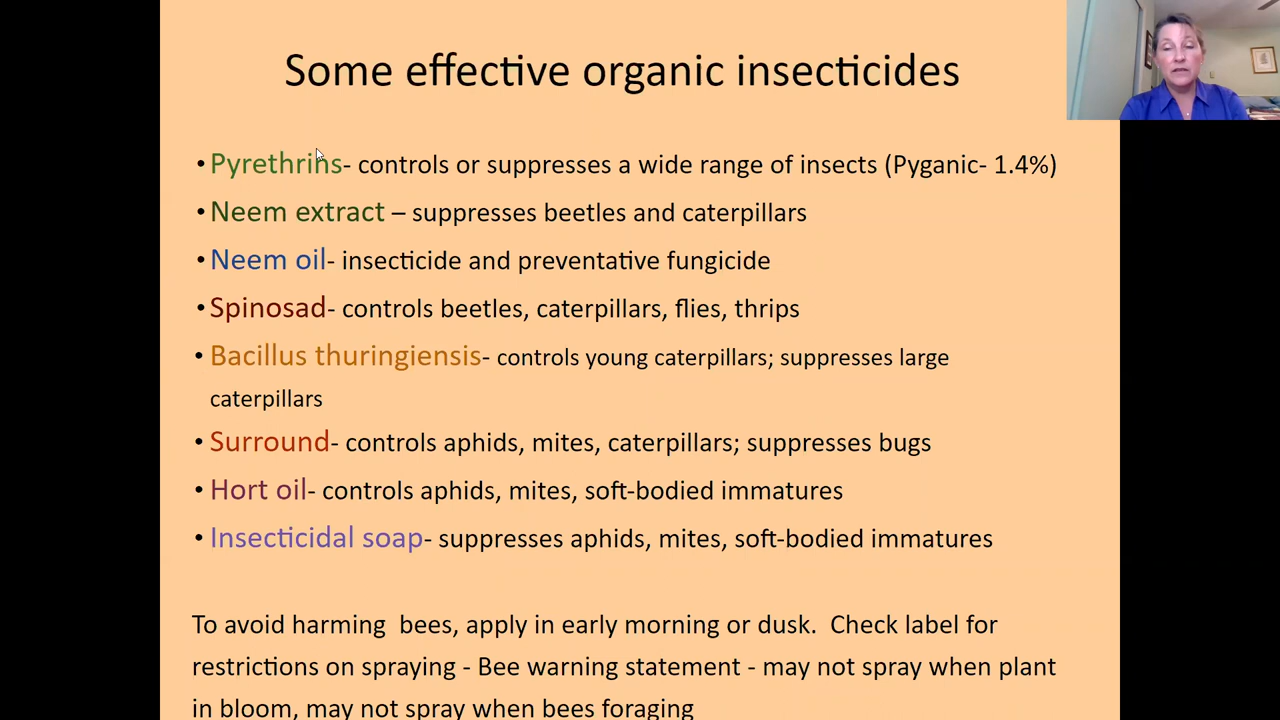 Some effective organic insecticides
• Pyrethrins- controls or suppresses a wide range of insects (Pyganic- 1.4%)
• Neem extract – suppresses beetles and caterpillars
• Neem oil- insecticide and preventative fungicide
• Spinosad- controls beetles, caterpillars, flies, thrips
• Bacillus thuringiensis- controls young caterpillars; suppresses large
caterpillars
• Surround- controls aphids, mites, caterpillars; suppresses bugs
• Hort oil- controls aphids, mites, soft-bodied immatures
• Insecticidal soap- suppresses aphids, mites, soft-bodied immatures
To avoid harming  bees, apply in early morning or dusk.  Check label for
restrictions on spraying - Bee warning statement - may not spray when plant
in bloom, may not spray when bees foraging